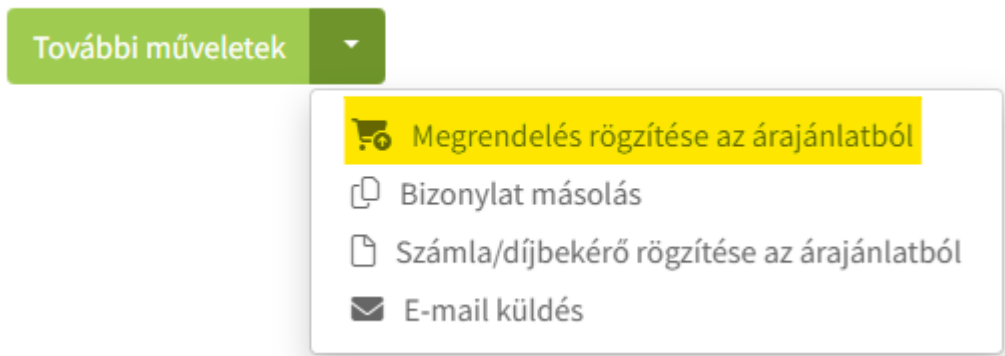 További műveletek
Megrendelés rögzítése az árajánlatból
Bizonylat másolás
Számla/díjbekérő rögzítése az árajánlatból
E-mail küldés